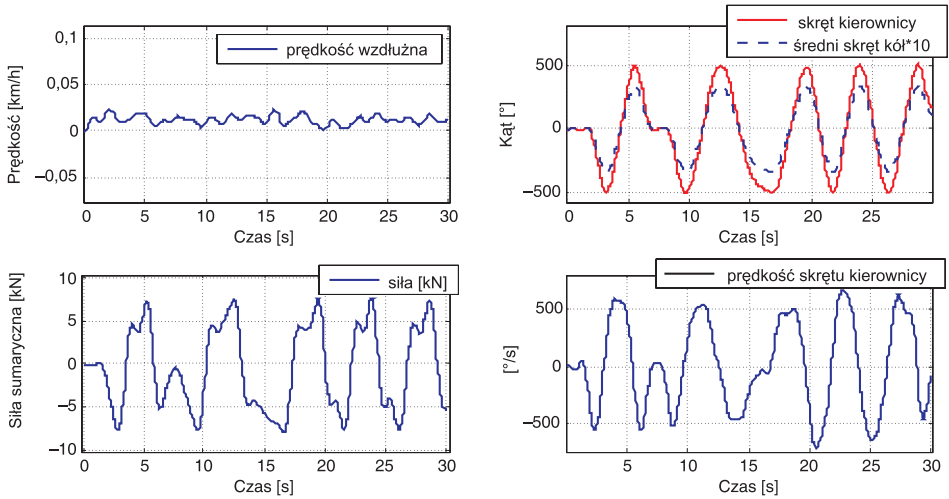 prędkość wzdłużna
Prędkość [km/h]
0,1
0,05
0
−0,05
0 5 10 15 20 25 30
Czas [s]
skręt kierownicy
średni skręt kół*10
Kąt [°]
500
0
−500
0 5 10 15 20 25
Czas [s]
siła [kN]
Siła sumaryczna [kN]
10
5
0
−5
−10
0 5 10 15 20 25 30
Czas [s]
prędkość skrętu kierownicy
[°/s]
500
0
−500
5 10 15 20 25 30
Czas [s]